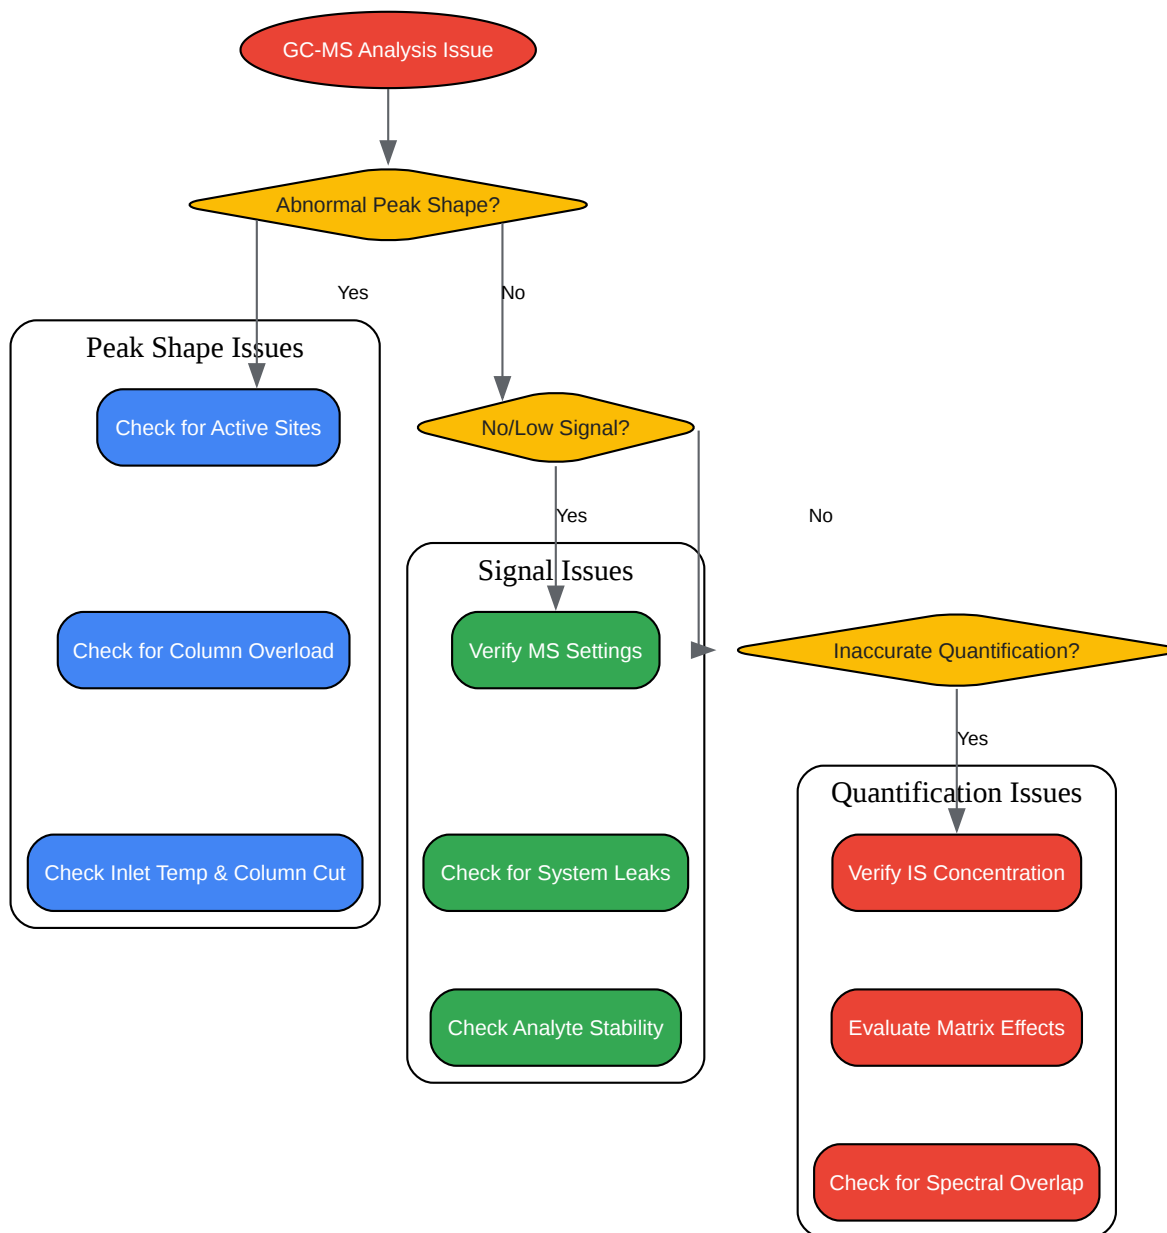 GC-MS Analysis Issue
Abnormal Peak Shape?
Yes
No
Peak Shape Issues
Check for Active Sites
No/Low Signal?
Yes
No
Signal Issues
Check for Column Overload
Verify MS Settings
Inaccurate Quantification?
Yes
Quantification Issues
Check Inlet Temp & Column Cut
Check for System Leaks
Verify IS Concentration
Check Analyte Stability
Evaluate Matrix Effects
Check for Spectral Overlap